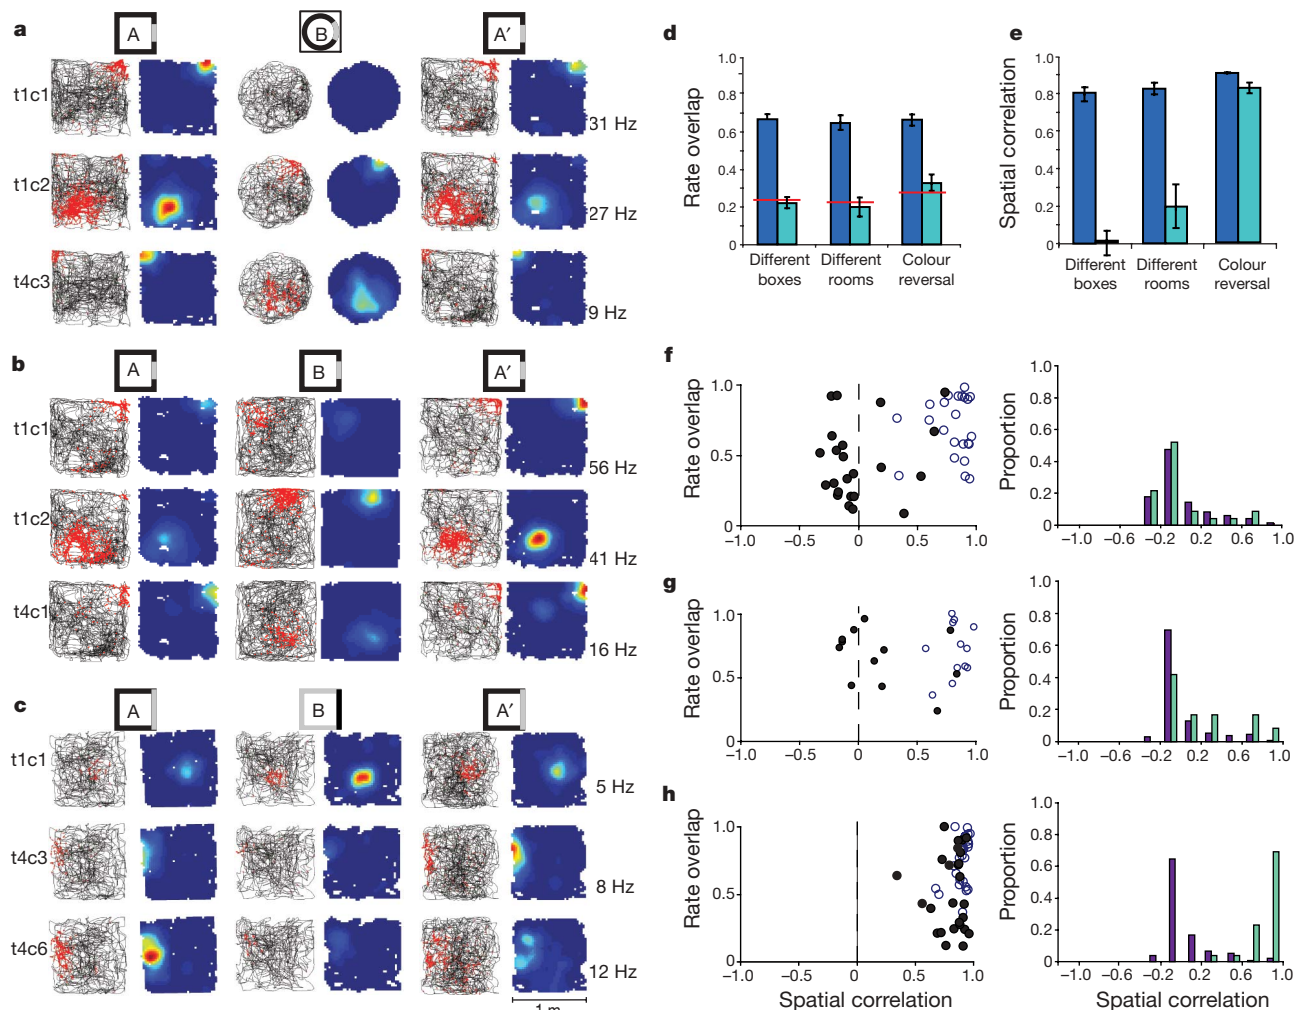 a
A
B
A′
t1c1
31 Hz
t1c2
27 Hz
t4c3
9 Hz
b
A
B
A′
t1c1
56 Hz
t1c2
41 Hz
t4c1
16 Hz
c
A
B
A′
t1c1
5 Hz
t4c3
8 Hz
t4c6
12 Hz
1 m
d
Rate overlap
1.0
0.8
0.6
0.4
0.2
0
Different boxes
Different rooms
Colour reversal
e
Spatial correlation
1.0
0.8
0.6
0.4
0.2
0
Different boxes
Different rooms
Colour reversal
f
Rate overlap
1.0
0.5
0
−1.0 −0.5 0 0.5 1.0
Proportion
1.0
0.8
0.6
0.4
0.2
0
−1.0 −0.6 −0.2 0.2 0.6 1.0
g
Rate overlap
1.0
0.5
0
−1.0 −0.5 0 0.5 1.0
Proportion
1.0
0.8
0.6
0.4
0.2
0
−1.0 −0.6 −0.2 0.2 0.6 1.0
h
Rate overlap
1.0
0.5
0
−1.0 −0.5 0 0.5 1.0
Spatial correlation
Proportion
1.0
0.8
0.6
0.4
0.2
0
−1.0 −0.6 −0.2 0.2 0.6 1.0
Spatial correlation